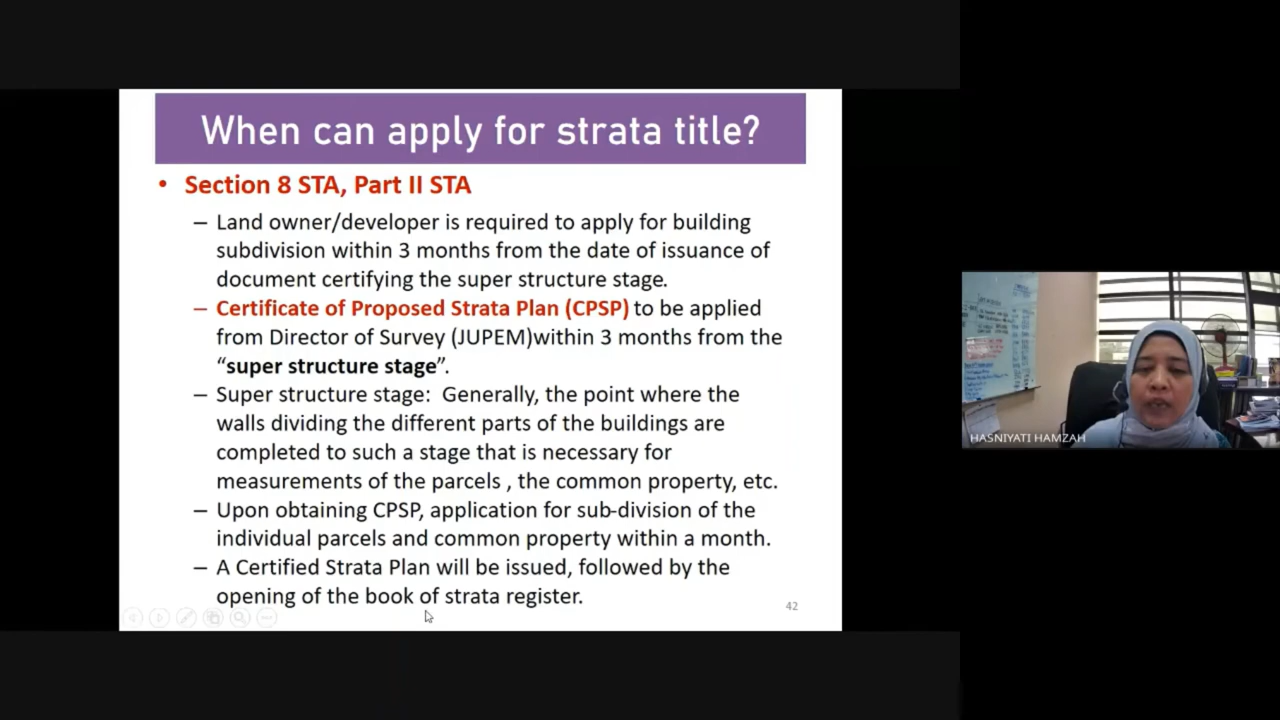 When can apply for strata title?
• Section 8 STA, Part II STA
– Land owner/developer is required to apply for building
subdivision within 3 months from the date of issuance of
document certifying the super structure stage.
– Certificate of Proposed Strata Plan (CPSP) to be applied
from Director of Survey (JUPEM)within 3 months from the
“super structure stage”.
– Super structure stage: Generally, the point where the
walls dividing the different parts of the buildings are
completed to such a stage that is necessary for
measurements of the parcels , the common property, etc.
– Upon obtaining CPSP, application for sub-division of the
individual parcels and common property within a month.
– A Certified Strata Plan will be issued, followed by the
opening of the book of strata register.
42
HASNIYATI HAMZAH